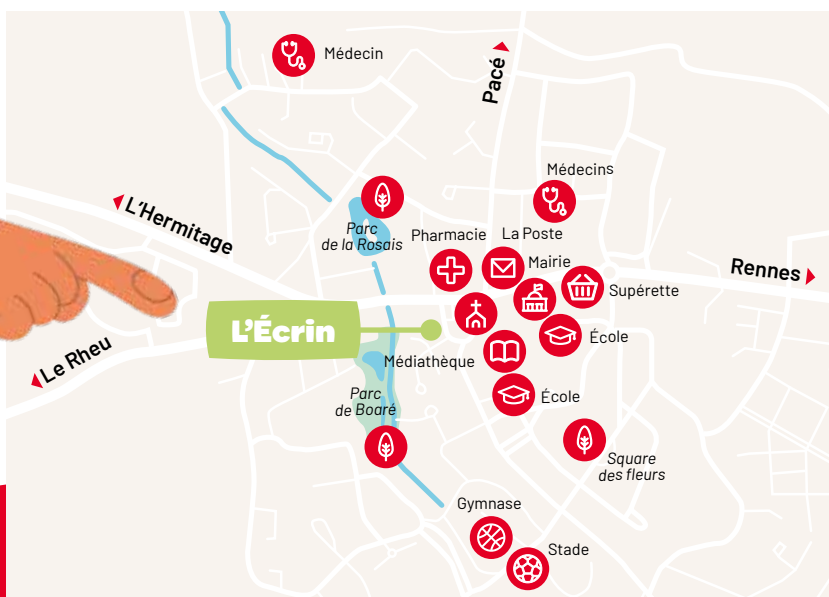 Médecin
Pacé
Médecins
L'Hermitage
Parc
de la Rosais
Pharmacie
La Poste
Mairie
Rennes
Supérette
L'Écrin
École
Le Rheu
Médiathèque
Parc
de Boaré
École
Square
des fleurs
Gymnase
Stade